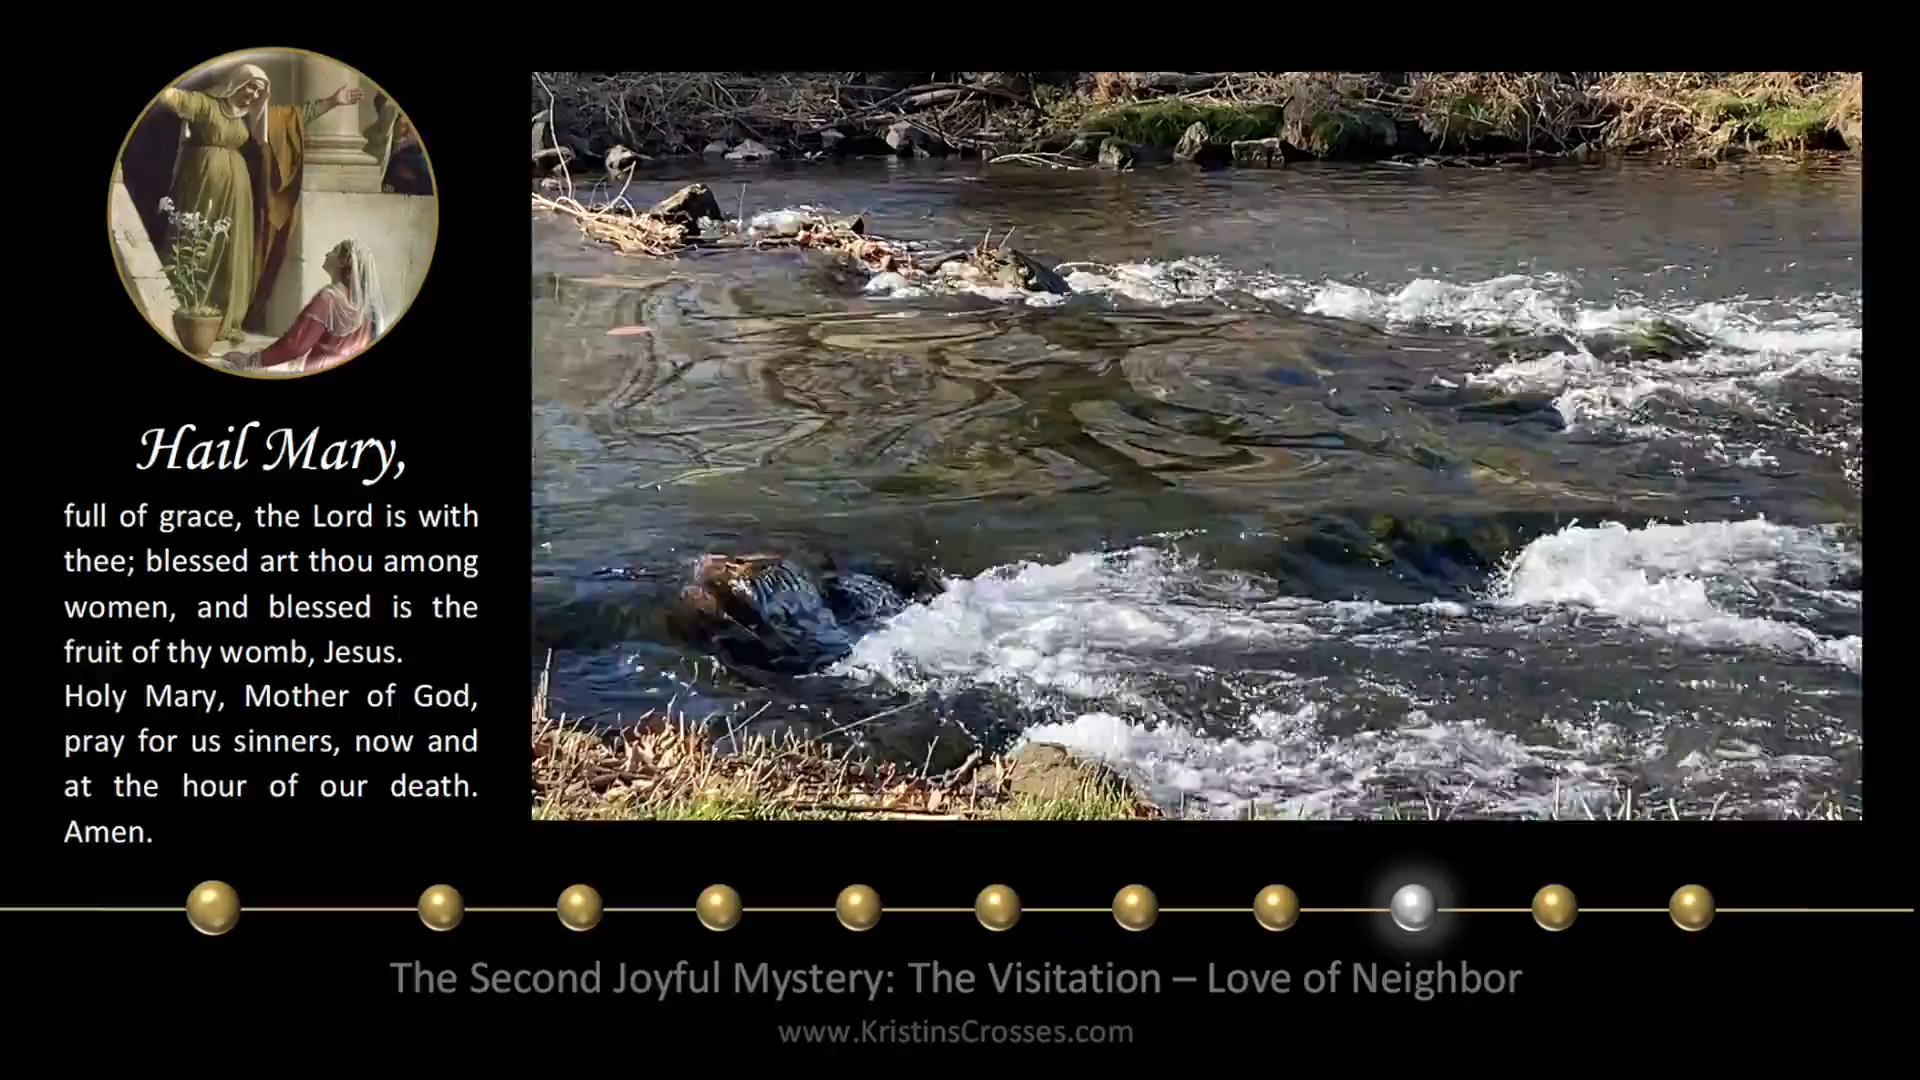 Hail Mary,
full of grace, the Lord is with
thee; blessed art thou among
women, and blessed is the
fruit of thy womb, Jesus.
Holy Mary, Mother of God,
pray for us sinners, now and
at the hour of our death.
Amen.
The Second Joyful Mystery: The Visitation – Love of Neighbor
www.KristinsCrosses.com